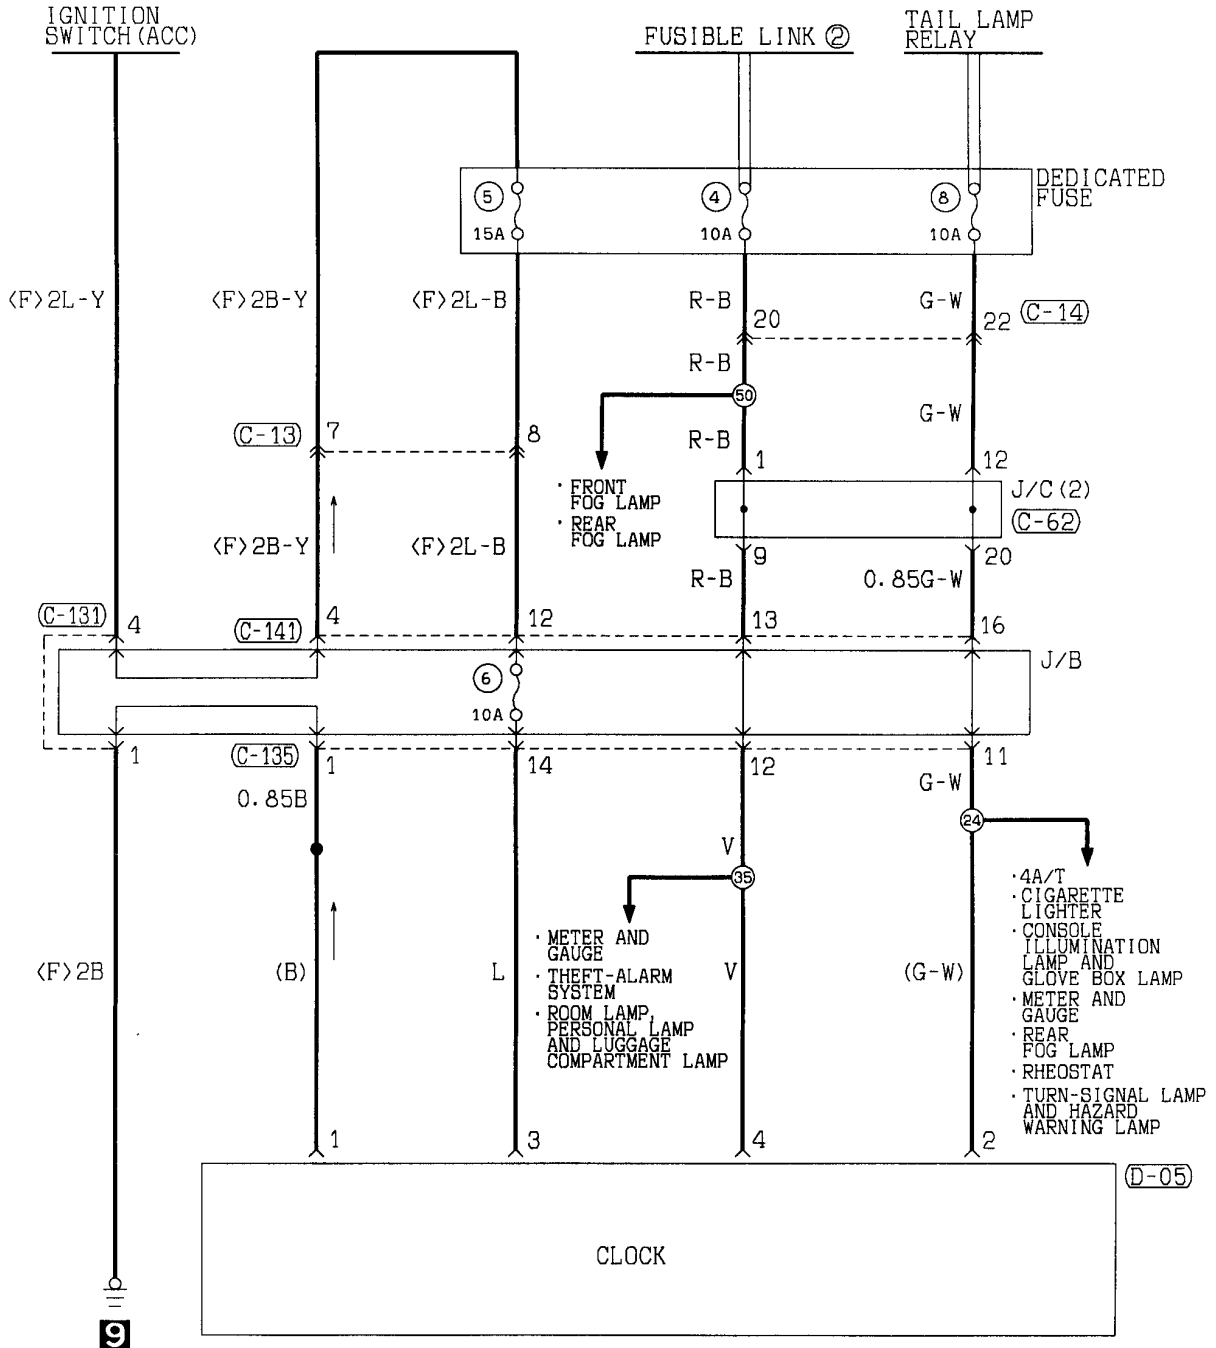 IGNITION
SWITCH(ACC)
FUSIBLE LINK ②
TAIL LAMP
RELAY
DEDICATED
FUSE
5
15A
4
10A
8
10A
<F>2L-Y
<F>2B-Y
<F>2L-B
R-B
G-W
20
22
C-14
R-B
50
G-W
C-13
7
8
R-B
1
12
· FRONT
FOG LAMP
· REAR
FOG LAMP
J/C(2)
C-62
<F>2B-Y
<F>2L-B
9
20
R-B
0.85G-W
C-131
4
C-141
4
12
13
16
J/B
6
10A
1
C-135
1
14
12
11
0.85B
G-W
24
V
35
· 4A/T
· CIGARETTE
LIGHTER
· CONSOLE
ILLUMINATION
LAMP AND
GLOVE BOX LAMP
· METER AND
GAUGE
· REAR
FOG LAMP
· RHEOSTAT
· TURN-SIGNAL LAMP
AND HAZARD
WARNING LAMP
· METER AND
GAUGE
· THEFT-ALARM
SYSTEM
· ROOM LAMP,
PERSONAL LAMP
AND LUGGAGE
COMPARTMENT LAMP
<F>2B
(B)
L
V
(G-W)
1
3
4
2
D-05
CLOCK
9